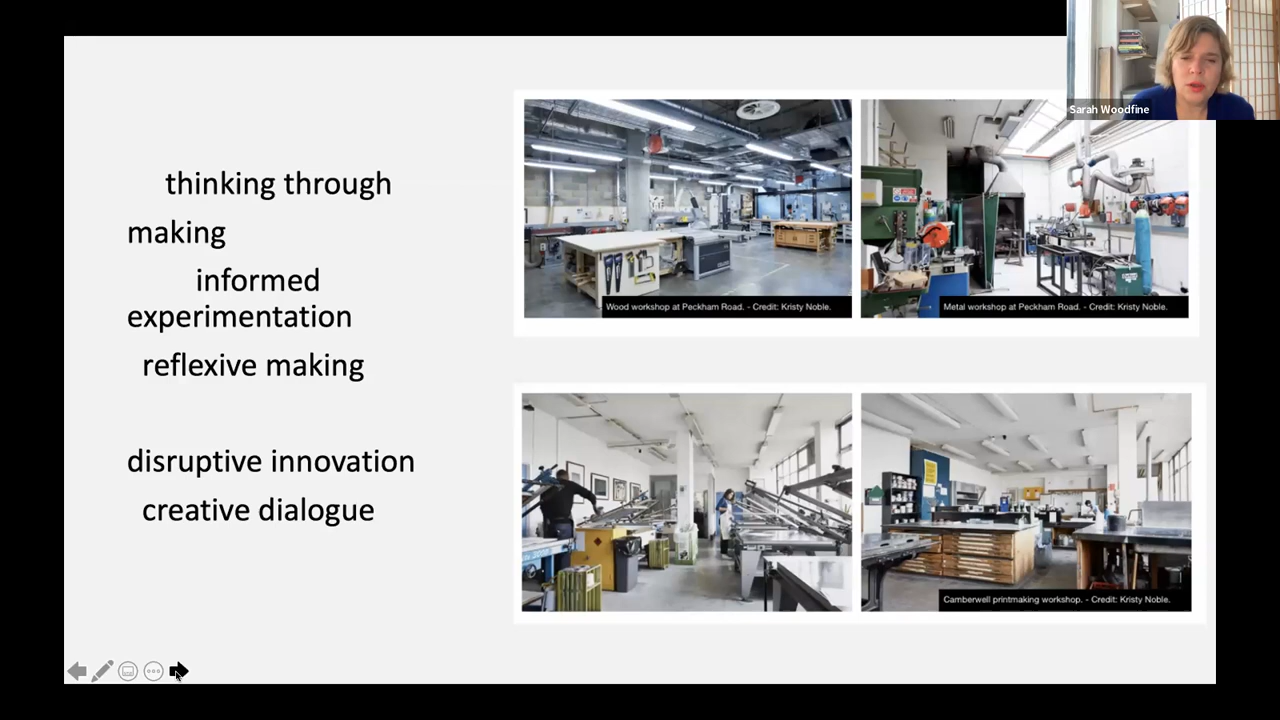 Sarah Woodfine
thinking through
making
informed
experimentation
reflexive making
disruptive innovation
creative dialogue
Wood workshop at Peckham Road. - Credit: Kristy Noble.
Metal workshop at Peckham Road. - Credit: Kristy Noble.
Camberwell printmaking workshop. - Credit: Kristy Noble.